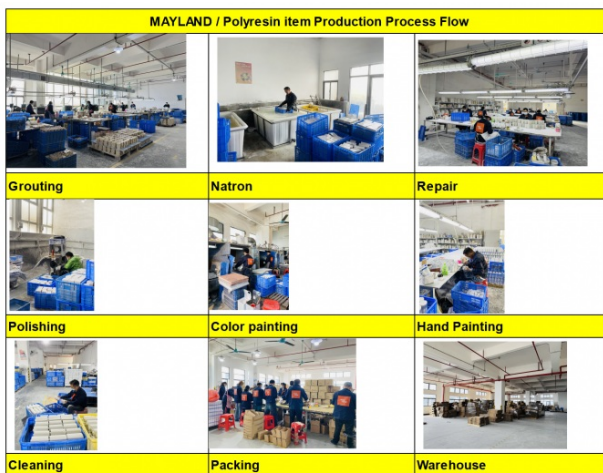 MAYLAND / Polyresin item Production Process Flow
Grouting
Natron
Repair
Polishing
Color painting
Hand Painting
Cleaning
Packing
Warehouse